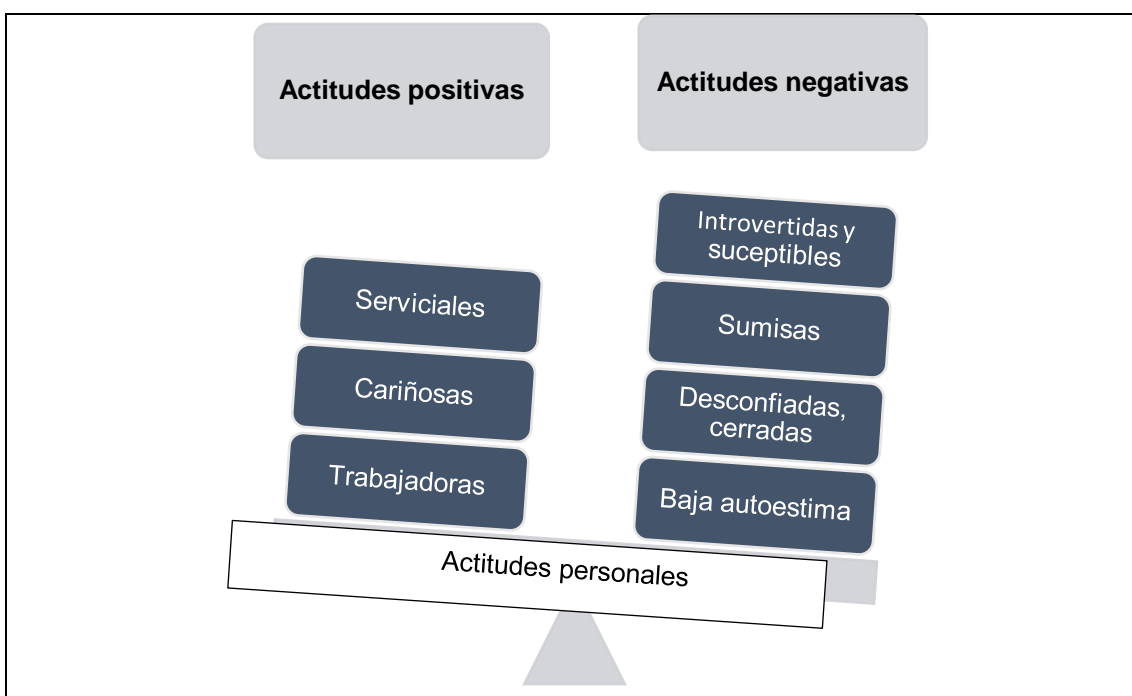 Actitudes positivas
Actitudes negativas
Serviciales
Cariñosas
Trabajadoras
Introvertidas y
suceptibles
Sumisas
Desconfiadas,
cerradas
Baja autoestima
Actitudes personales